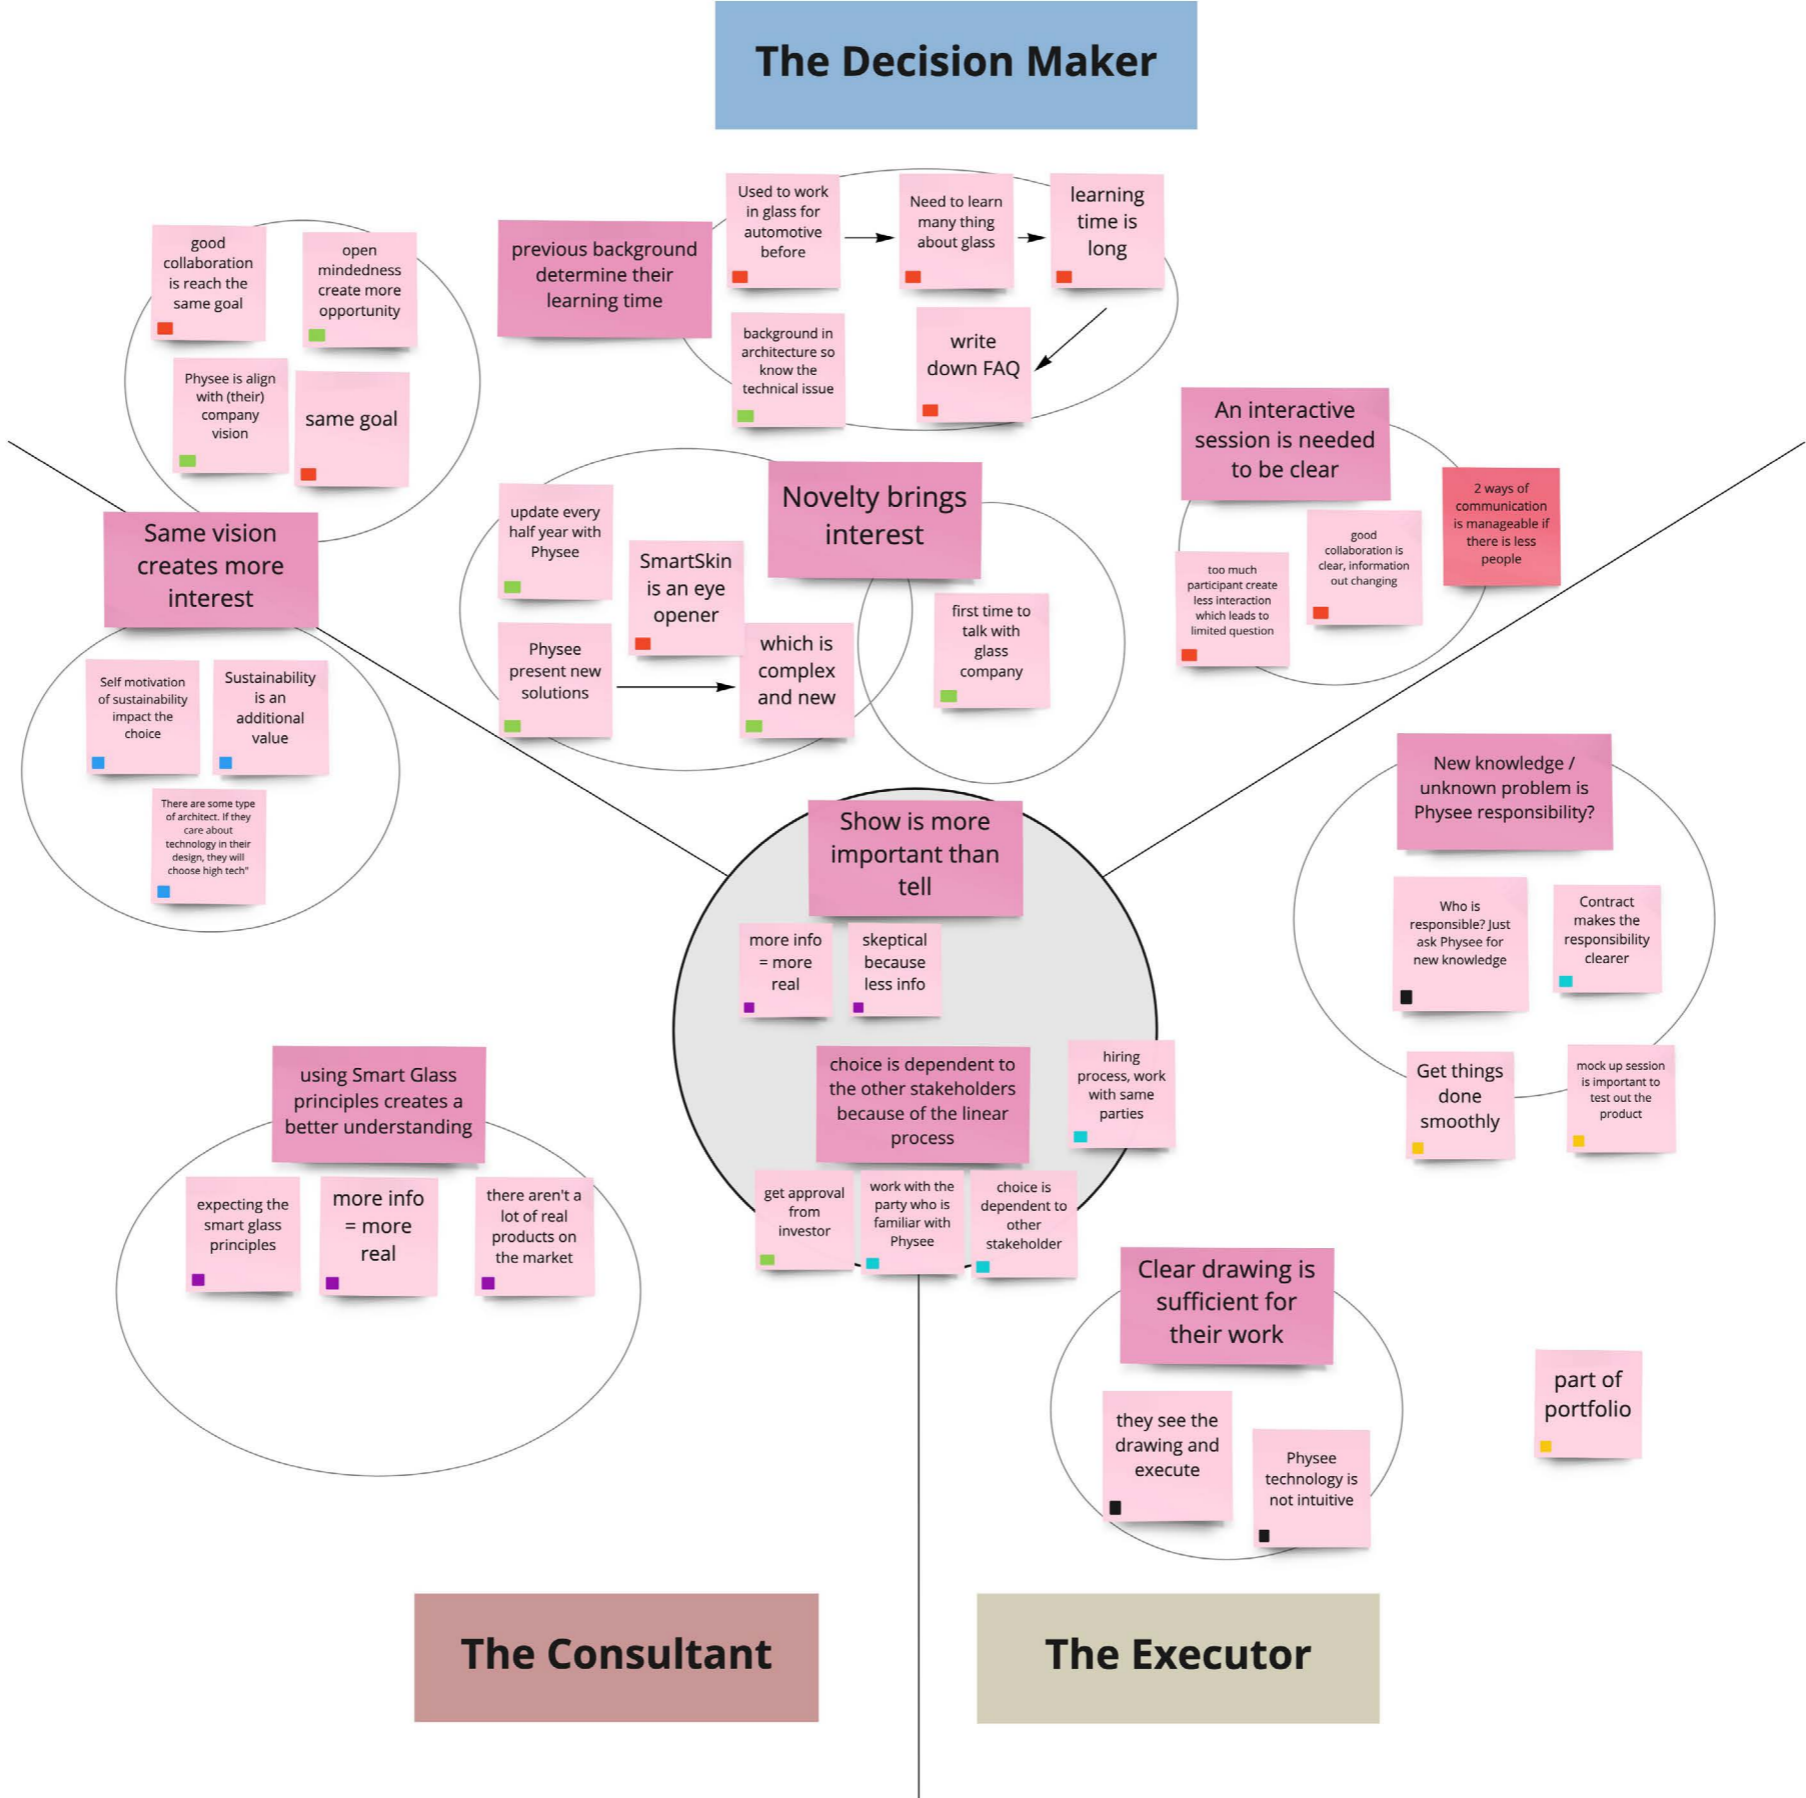 The Decision Maker
good
collaboration
is reach the
same goal
open
mindedness
create more
opportunity
Physee is align
with (their)
company
vision
same goal
previous background
determine their
learning time
Used to work
in glass for
automotive
before
Need to learn
many thing
about glass
learning
time is
long
background in
architecture so
know the
technical issue
write
down FAQ
An interactive
session is needed
to be clear
2 ways of
communication
is manageable if
there is less
people
good
collaboration is
clear, information
out changing
too much
participant create
less interaction
which leads to
limited question
Same vision
creates more
interest
Self motivation
of sustainability
impact the
choice
Sustainability
is an
additional
value
There are some type
of architect. If they
care about
technology in their
design, they will
choose high tech"
Novelty brings
interest
update every
half year with
Physee
SmartSkin
is an eye
opener
Physee
present new
solutions
which is
complex
and new
first time to
talk with
glass
company
Show is more
important than
tell
more info
= more
real
skeptical
because
less info
choice is dependent to
the other stakeholders
because of the linear
process
hiring
process, work
with same
parties
get approval
from
investor
work with the
party who is
familiar with
Physee
choice is
dependent to
other
stakeholder
New knowledge /
unknown problem is
Physee responsibility?
Who is
responsible? Just
ask Physee for
new knowledge
Contract
makes the
responsibility
clearer
Get things
done
smoothly
mock up session
is important to
test out the
product
using Smart Glass
principles creates a
better understanding
expecting the
smart glass
principles
more info
= more
real
there aren't a
lot of real
products on
the market
Clear drawing is
sufficient for
their work
they see the
drawing and
execute
Physee
technology is
not intuitive
part of
portfolio
The Consultant
The Executor